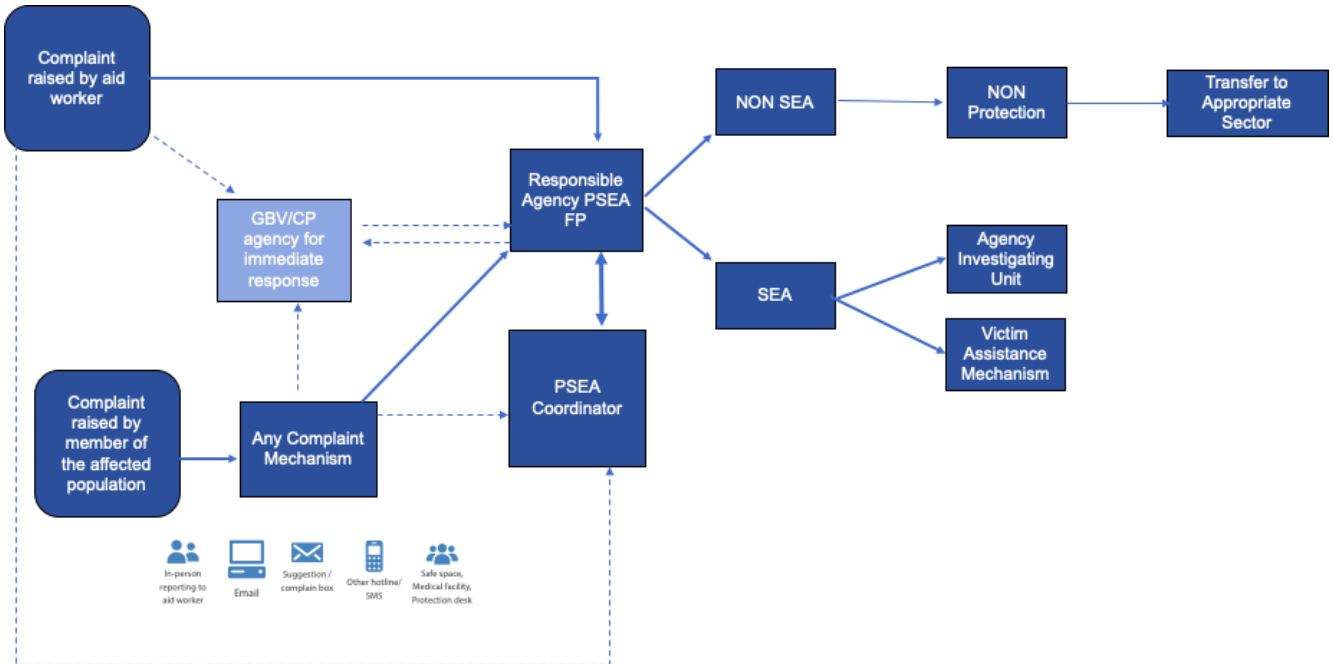 Complaint
raised by aid
worker
NON SEA
NON
Protection
Transfer to
Appropriate
Sector
Responsible
Agency PSEA
FP
GBV/CP
agency for
immediate
response
Agency
Investigating
Unit
SEA
Victim
Assistance
Mechanism
PSEA
Coordinator
Complaint
raised by
member of
the affected
population
Any Complaint
Mechanism
In-person
reporting to
aid worker
Email
Suggestion /
complain box
Other hotline/
SMS
Safe space,
Medical facility,
Protection desk